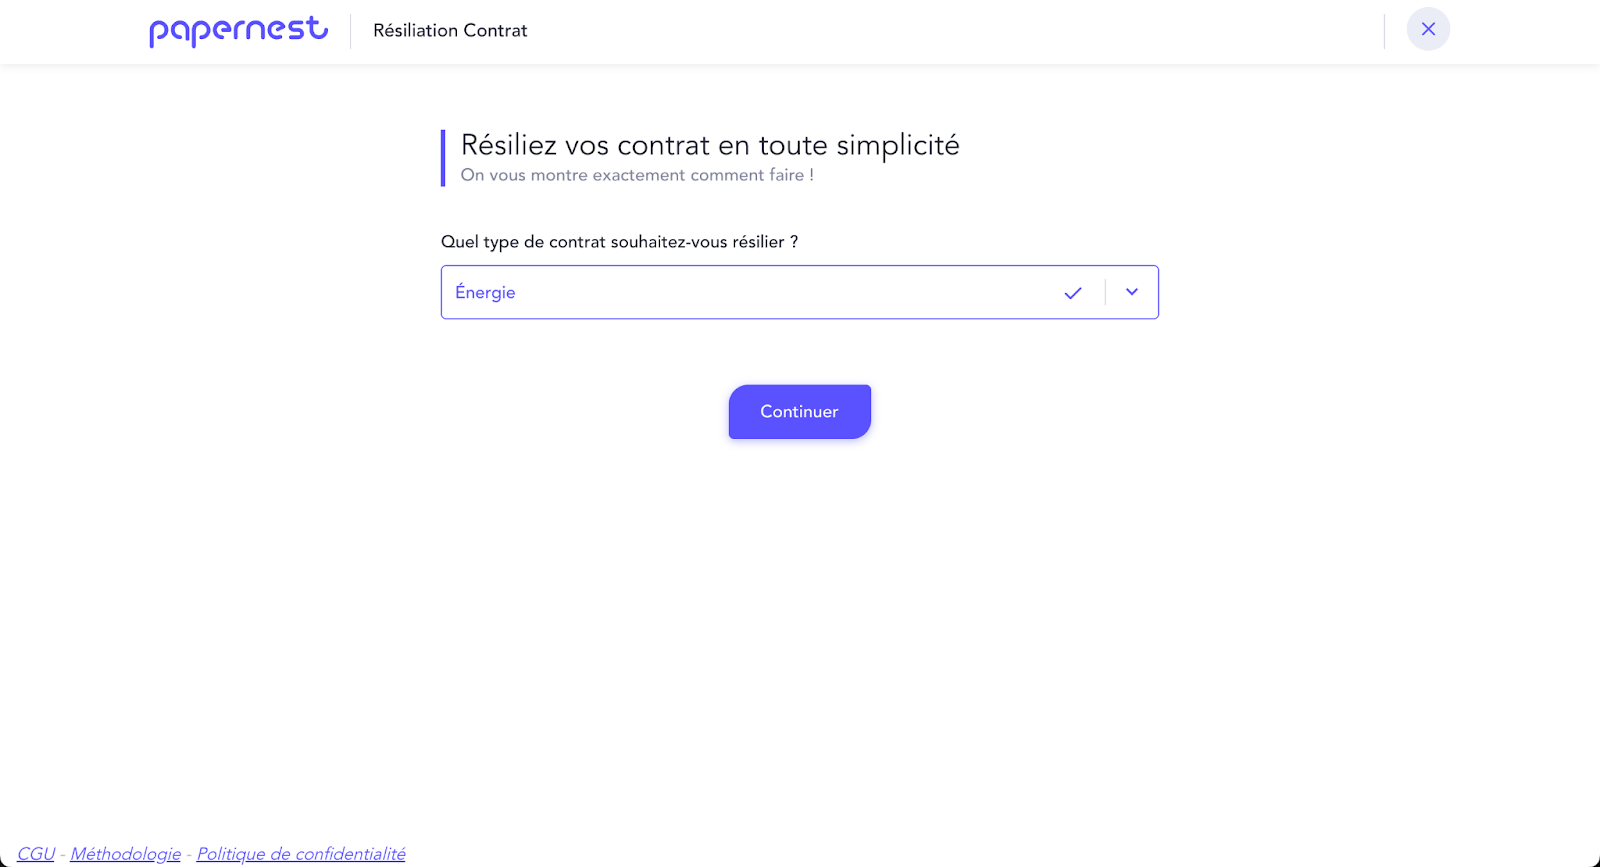 papernest
Résiliation Contrat
Résiliez vos contrat en toute simplicité
On vous montre exactement comment faire !
Quel type de contrat souhaitez-vous résilier ?
Énergie
Continuer
CGU - Méthodologie - Politique de confidentialité